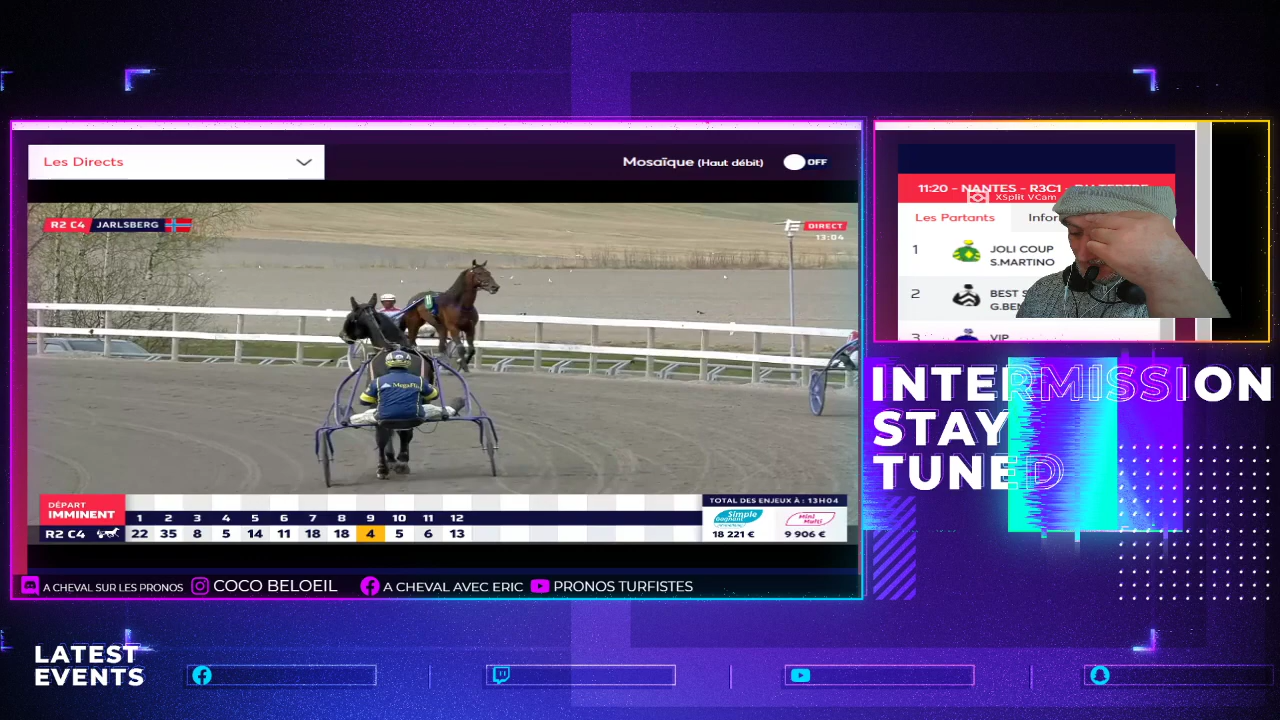 Les Directs
Mosaïque (Haut débit)
OFF
R2 C4 JARLSBERG
DIRECT
13:04
DÉPART
IMMINENT
1 2 3 4 5 6 7 8 9 10 11 12
R2 C4 22 35 8 5 14 11 18 18 4 5 6 13
TOTAL DES ENJEUX À : 13H04
Simple
Gagnant
Mini
Multi
18 221 € 9 906 €
A CHEVAL SUR LES PRONOS COCO BELOEIL A CHEVAL AVEC ERIC PRONOS TURFISTES
11:20 - NANTES - R3C1 -
XSplit VCam
Les Partants
1 JOLI COUP
S.MARTINO
2 BEST
3 VIP
INTERMISSION
STAY
TUNED
LATEST
EVENTS